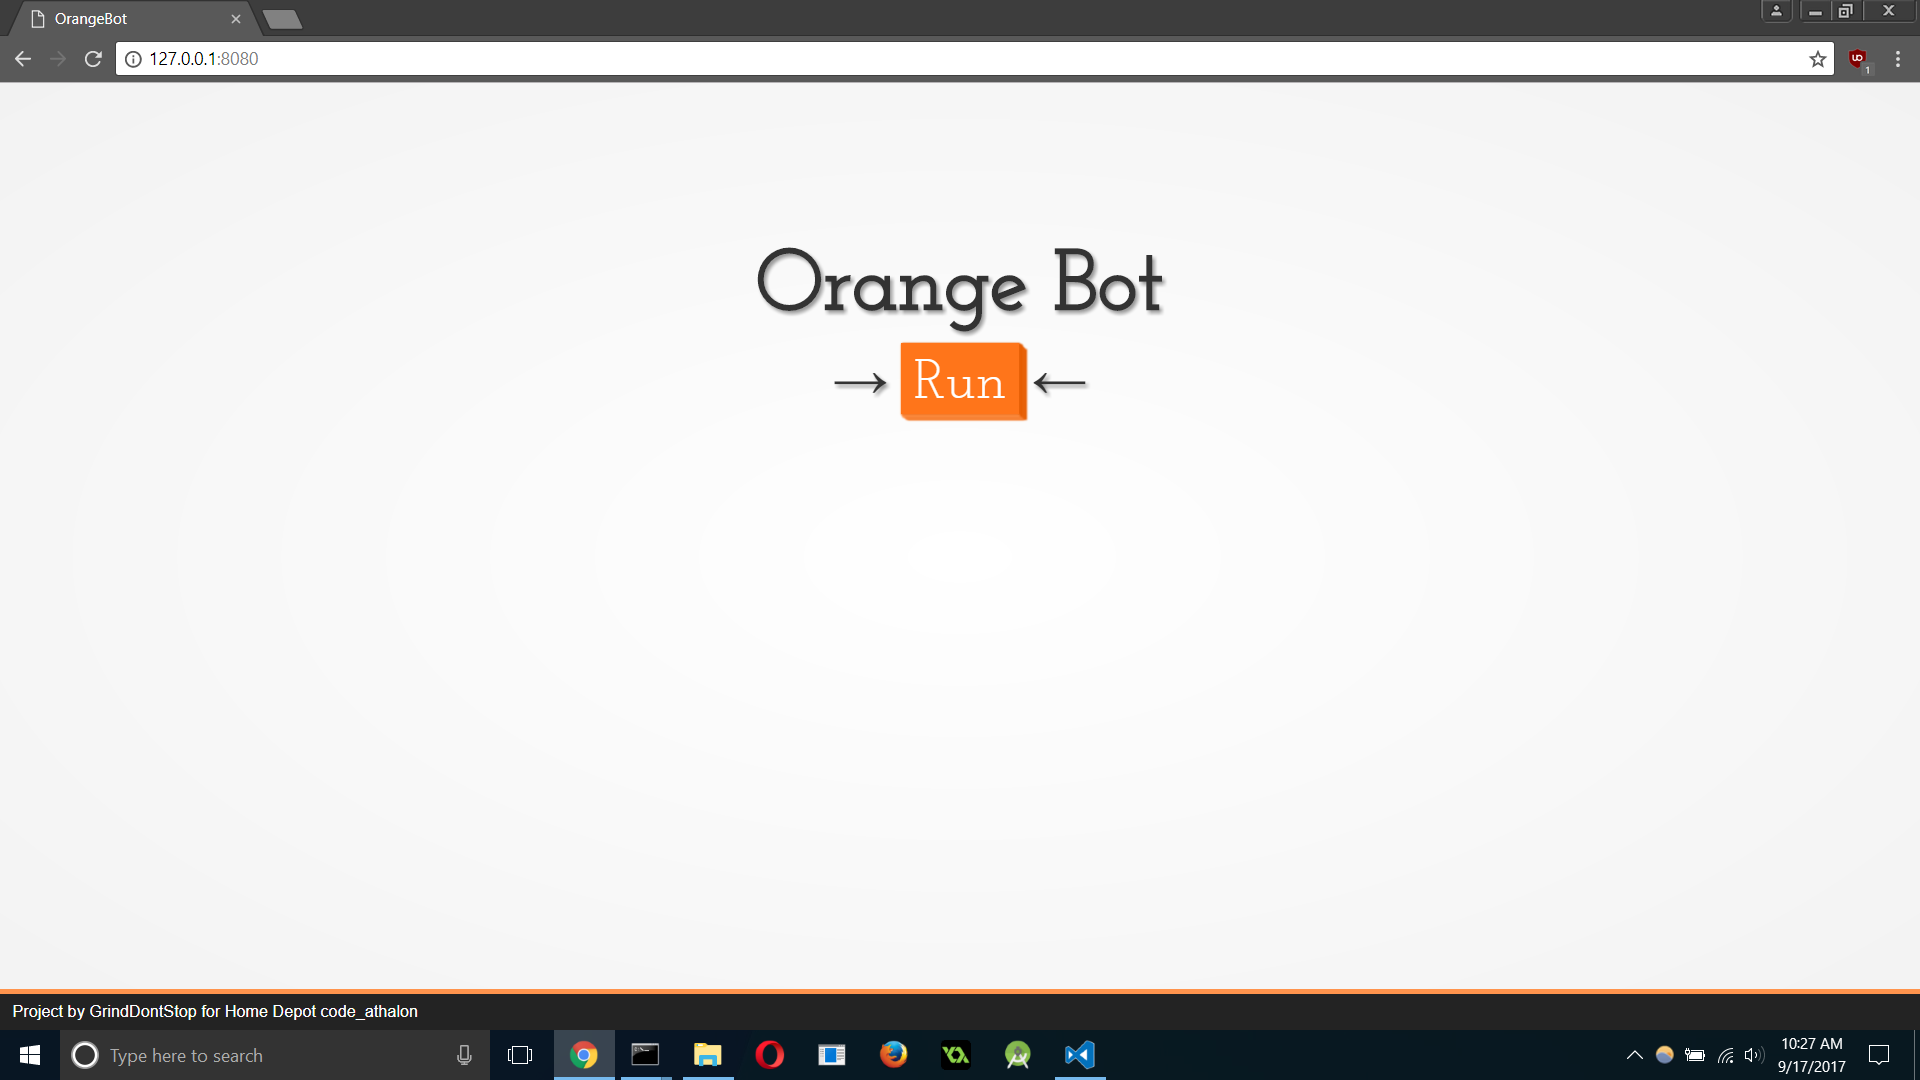 OrangeBot
127.0.0.1:8080
1
Orange Bot
→ Run ←
Project by GrindDontStop for Home Depot code_athalon
Type here to search
10:27 AM
9/17/2017